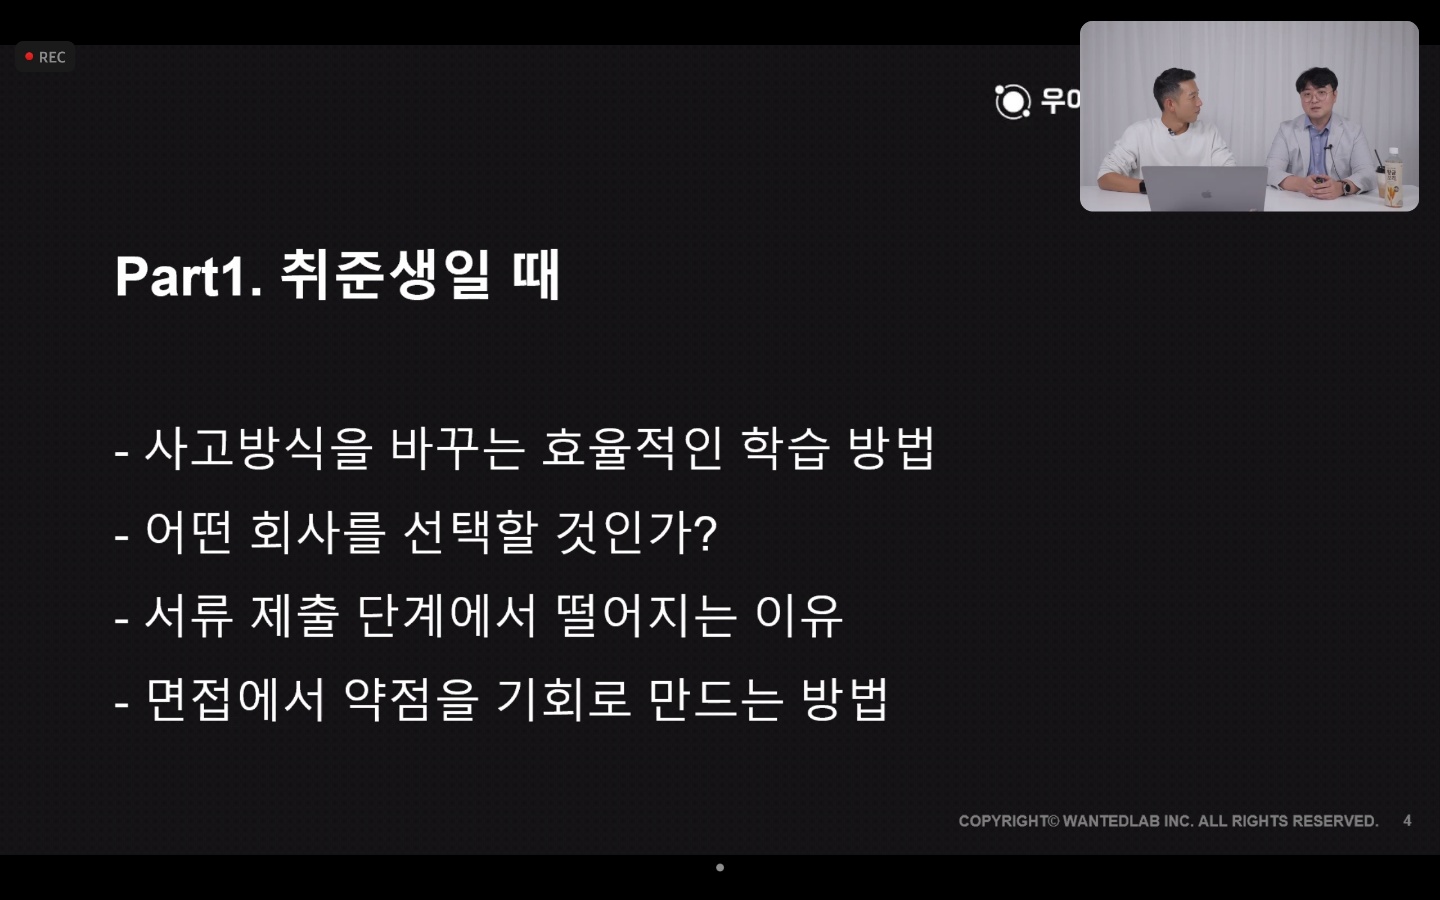 REC
Part1. 취준생일 때
- 사고방식을 바꾸는 효율적인 학습 방법
- 어떤 회사를 선택할 것인가?
- 서류 제출 단계에서 떨어지는 이유
- 면접에서 약점을 기회로 만드는 방법
COPYRIGHT© WANTEDLAB INC. ALL RIGHTS RESERVED. 4